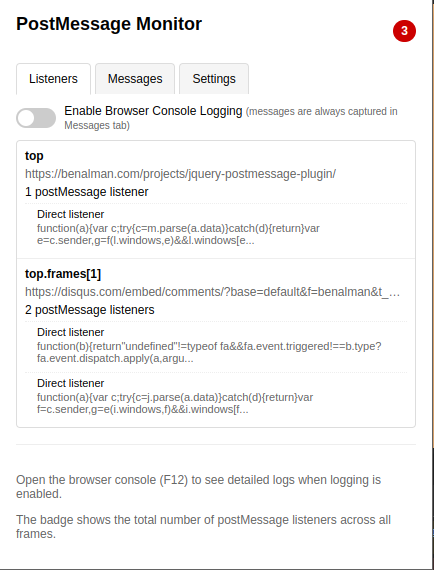 PostMessage Monitor
3
Listeners
Messages
Settings
Enable Browser Console Logging (messages are always captured in
Messages tab)
top
https://benalman.com/projects/jquery-postmessage-plugin/
1 postMessage listener
Direct listener
function(a){var c;try{c=m.parse(a.data)}catch(d){return}var
e=c.sender,g=f(l.windows,e)&&l.windows[e...
top.frames[1]
https://disqus.com/embed/comments/?base=default&f=benalman&t_…
2 postMessage listeners
Direct listener
function(b){return"undefined"!=typeof fa&&fa.event.triggered!==b.type?
fa.event.dispatch.apply(a,argu...
Direct listener
function(a){var c;try{c=j.parse(a.data)}catch(d){return}var
f=c.sender,g=e(i.windows,f)&&i.windows[f...
Open the browser console (F12) to see detailed logs when logging is
enabled.
The badge shows the total number of postMessage listeners across all
frames.